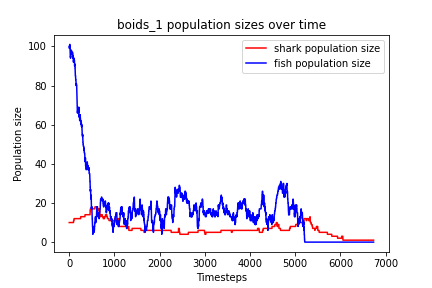 boids_1 population sizes over time
shark population size
fish population size
Population size
100
80
60
40
20
0
0 1000 2000 3000 4000 5000 6000 7000
Timesteps